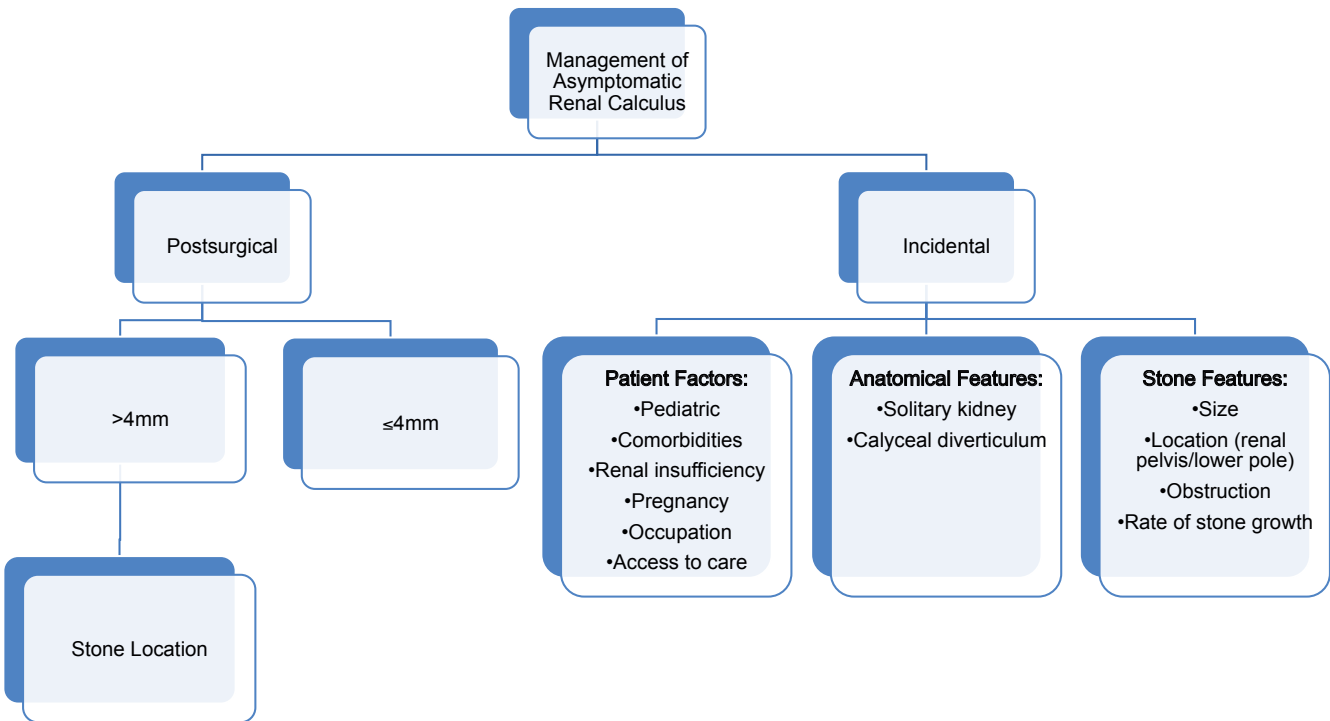 Management of
Asymptomatic
Renal Calculus
Postsurgical
Incidental
>4mm
≤4mm
Stone Location
Patient Factors:
•Pediatric
•Comorbidities
•Renal insufficiency
•Pregnancy
•Occupation
•Access to care
Anatomical Features:
•Solitary kidney
•Calyceal diverticulum
Stone Features:
•Size
•Location (renal
pelvis/lower pole)
•Obstruction
•Rate of stone growth